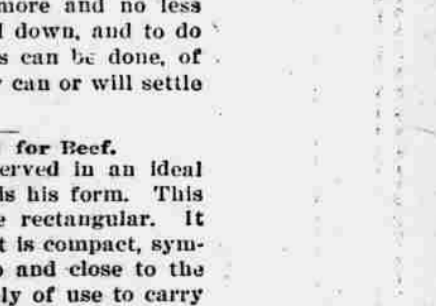 more and no less
down, and to do
s can be done, of
can or will settle
for Beef.
erved in an ideal
is his form. This
e rectangular. It
t is compact, sym-
and close to the
ly of use to carry